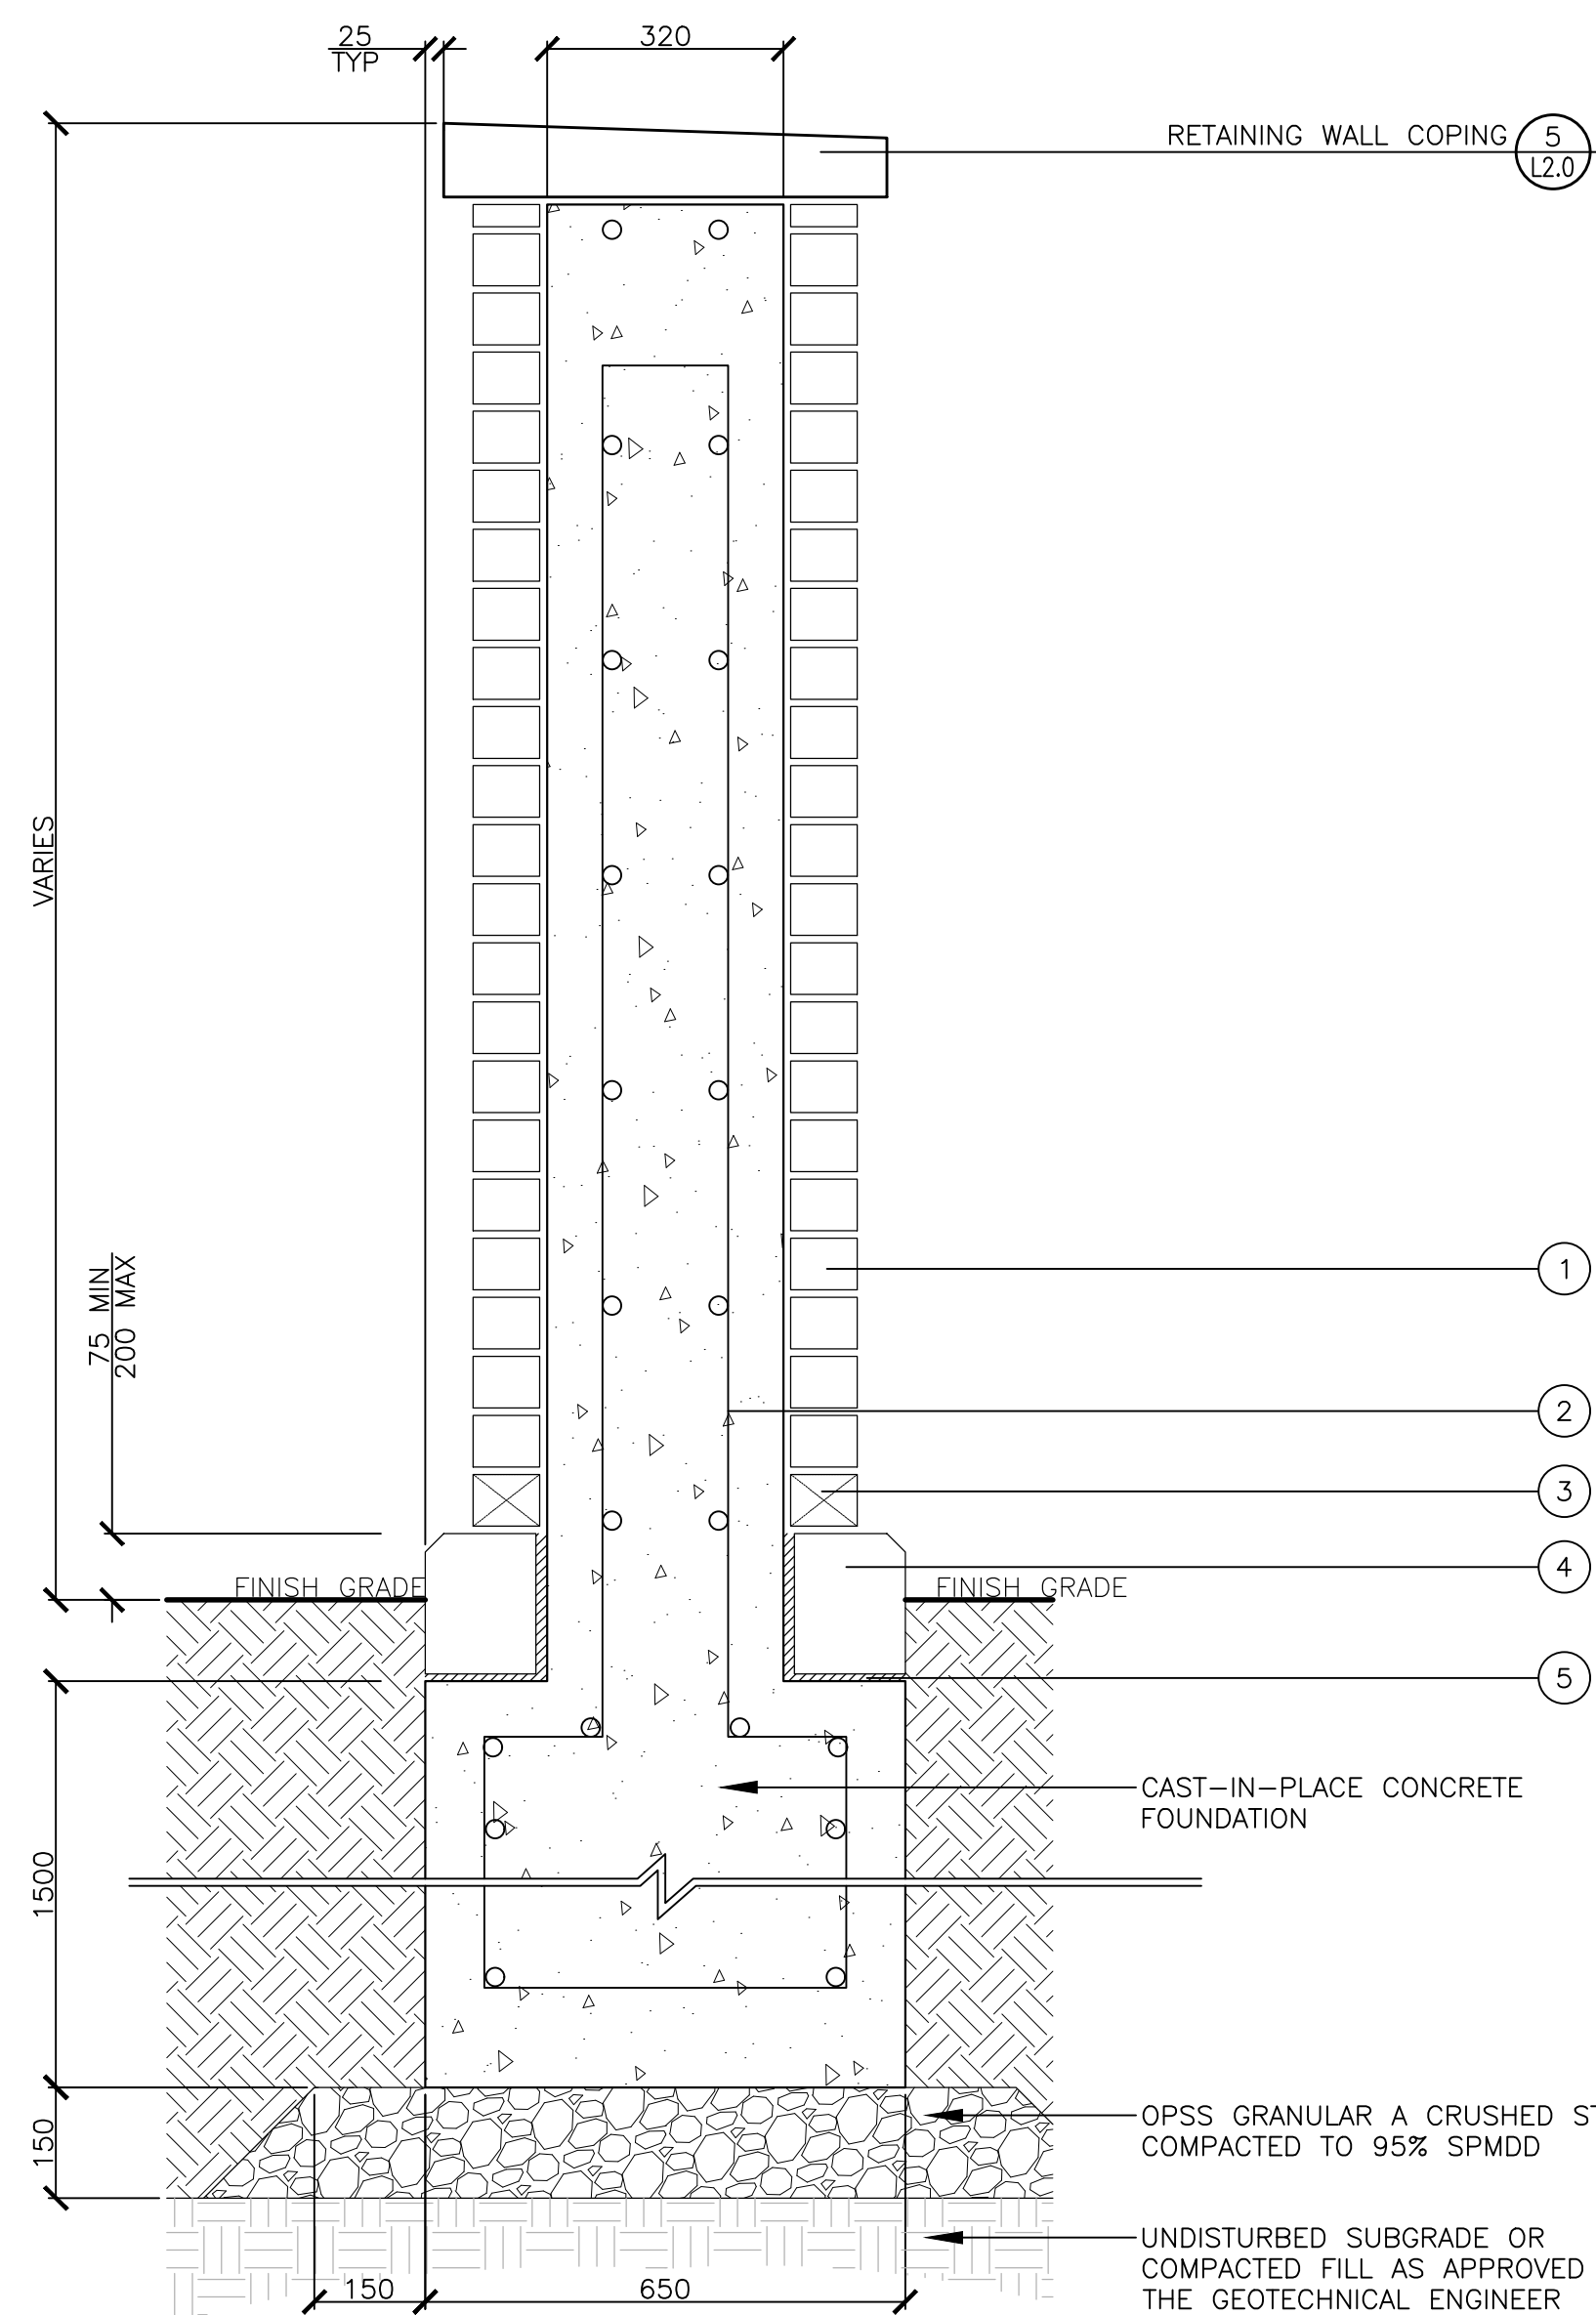 25
TYP
320
RETAINING WALL COPING
5
L2.0
VARIES
75 MIN
200 MAX
1
2
3
4
FINISH GRADE
FINISH GRADE
5
CAST-IN-PLACE CONCRETE
FOUNDATION
1500
OPSS GRANULAR A CRUSHED
COMPACTED TO 95% SPMDD
150
UNDISTURBED SUBGRADE OR
COMPACTED FILL AS APPROVED
THE GEOTECHNICAL ENGINEER
150
650